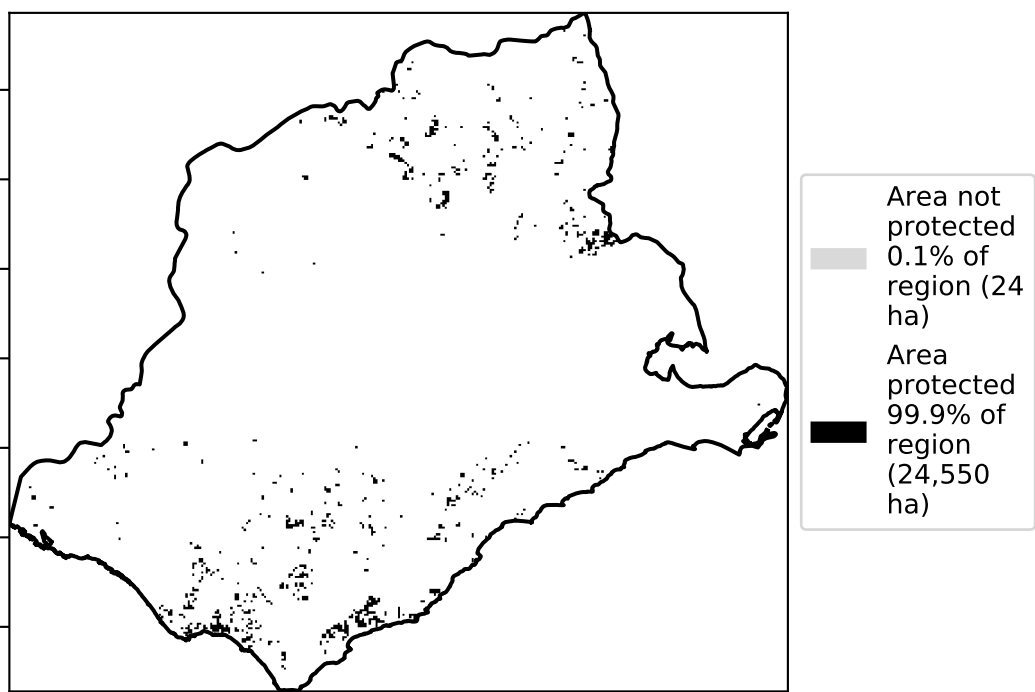 Area not
protected
0.1% of
region (24
ha)
Area
protected
99.9% of
region
(24,550
ha)